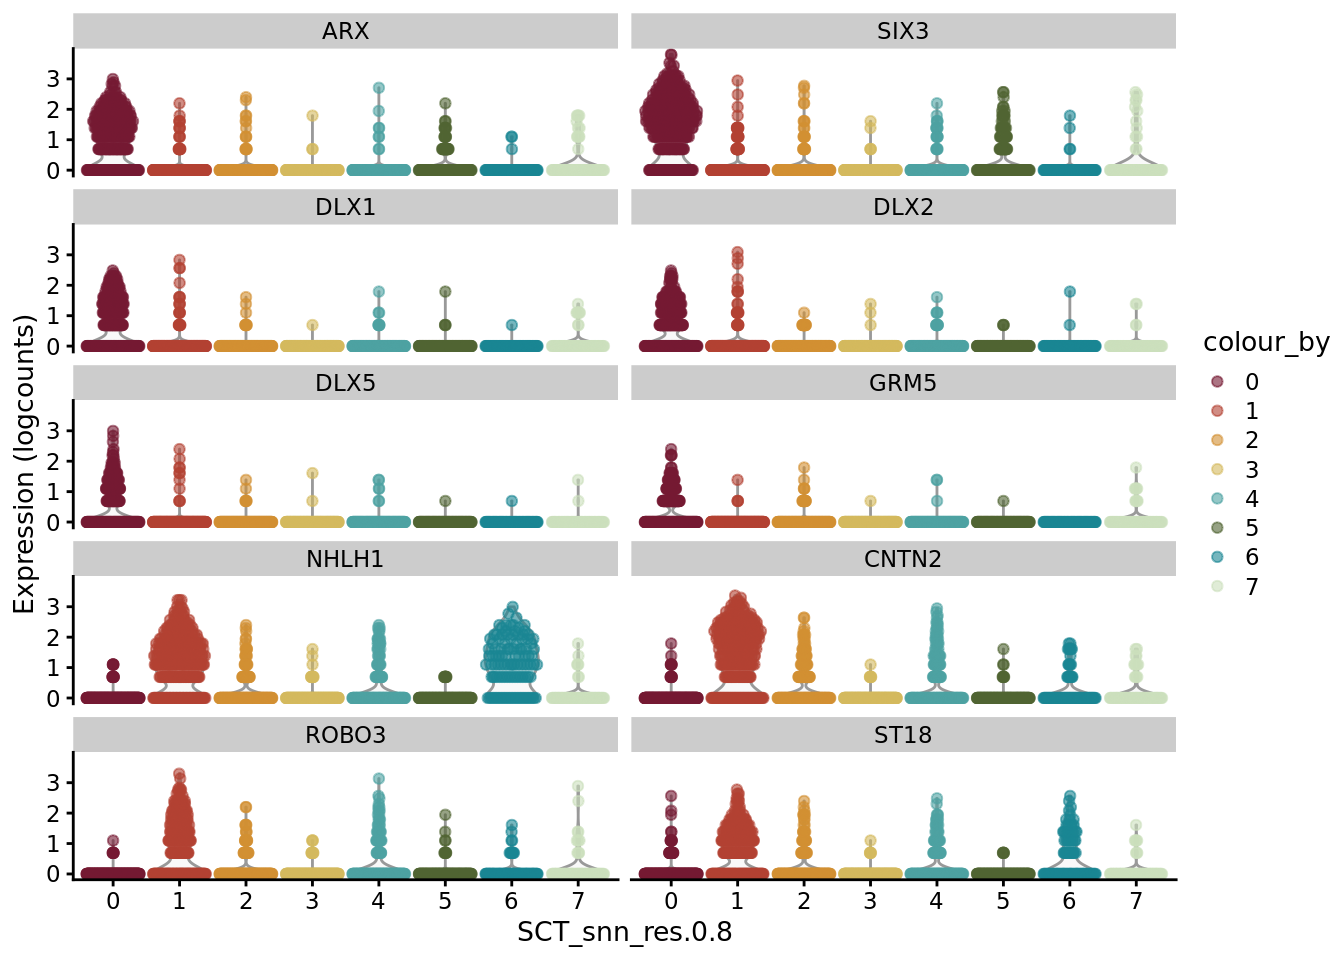 ARX
SIX3
3
2
1
0
DLX1
DLX2
3
2
1
0
DLX5
GRM5
3
2
1
0
NHLH1
CNTN2
3
2
1
0
ROBO3
ST18
3
2
1
0
0 1 2 3 4 5 6 7
0 1 2 3 4 5 6 7
SCT_snn_res.0.8
Expression (logcounts)
colour_by
0
1
2
3
4
5
6
7